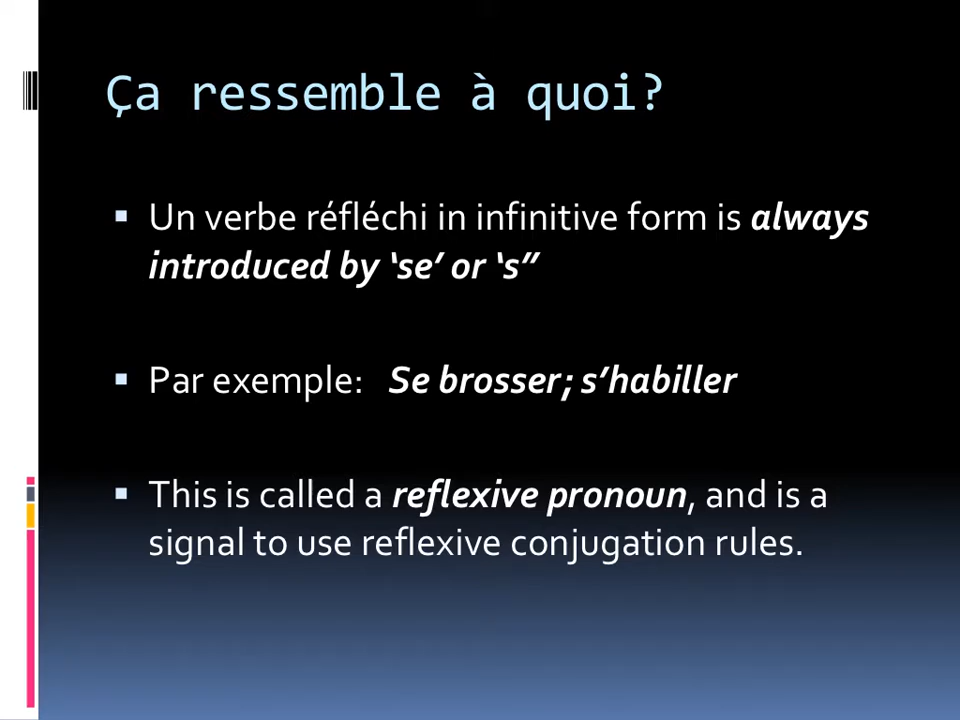 Ça ressemble à quoi?
Un verbe réfléchi in infinitive form is always
introduced by ‘se’ or ‘s’’
Par exemple: Se brosser; s’habiller
This is called a reflexive pronoun, and is a
signal to use reflexive conjugation rules.